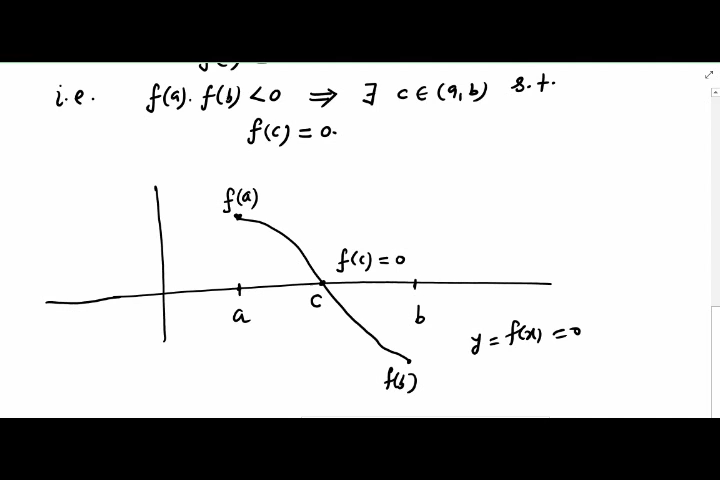 i.e. f(a). f(b) <0 ⇒ ∃ c ∈ (a,b) s.t.
f(c) = 0.
f(a)
f(c) = 0
a
c
b
y = f(x) = 0
f(b)